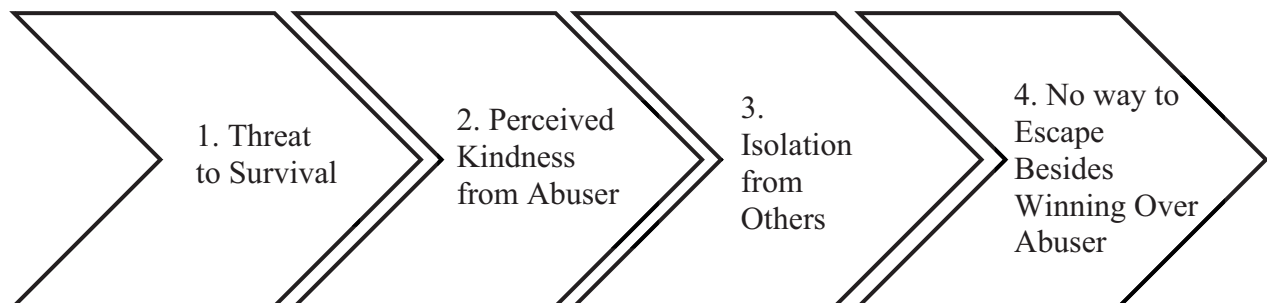 1. Threat
to Survival
2. Perceived
Kindness
from Abuser
3.
Isolation
from
Others
4. No way to
Escape
Besides
Winning Over
Abuser